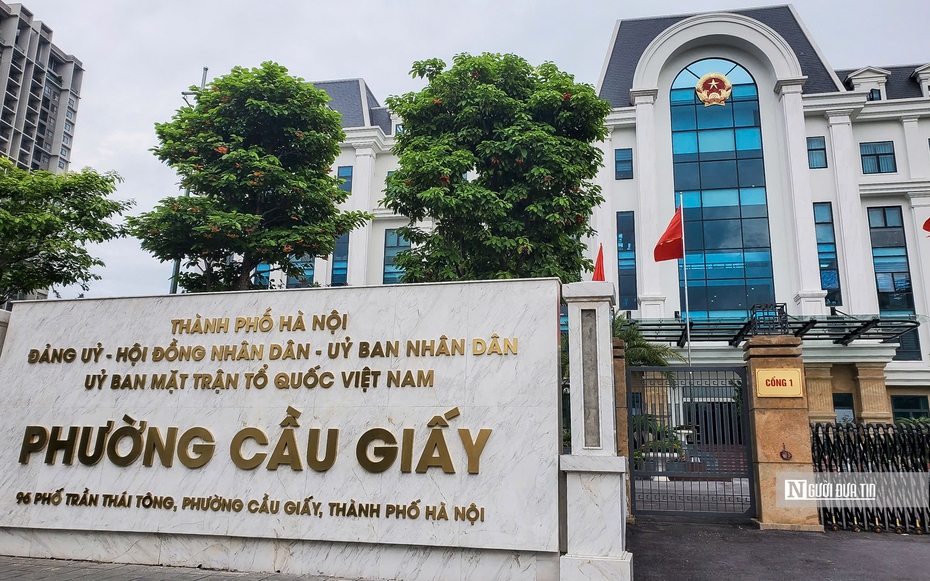 THÀNH PHỐ HÀ NỘI
ĐẢNG UỶ - HỘI ĐỒNG NHÂN DÂN - UỶ BAN NHÂN DÂN
UỶ BAN MẶT TRẬN TỔ QUỐC VIỆT NAM
PHƯỜNG CẦU GIẤY
96 PHỐ TRẦN THÁI TÔNG, PHƯỜNG CẦU GIẤY, THÀNH PHỐ HÀ NỘI
CỔNG 1
NGƯỜI ĐƯA TIN